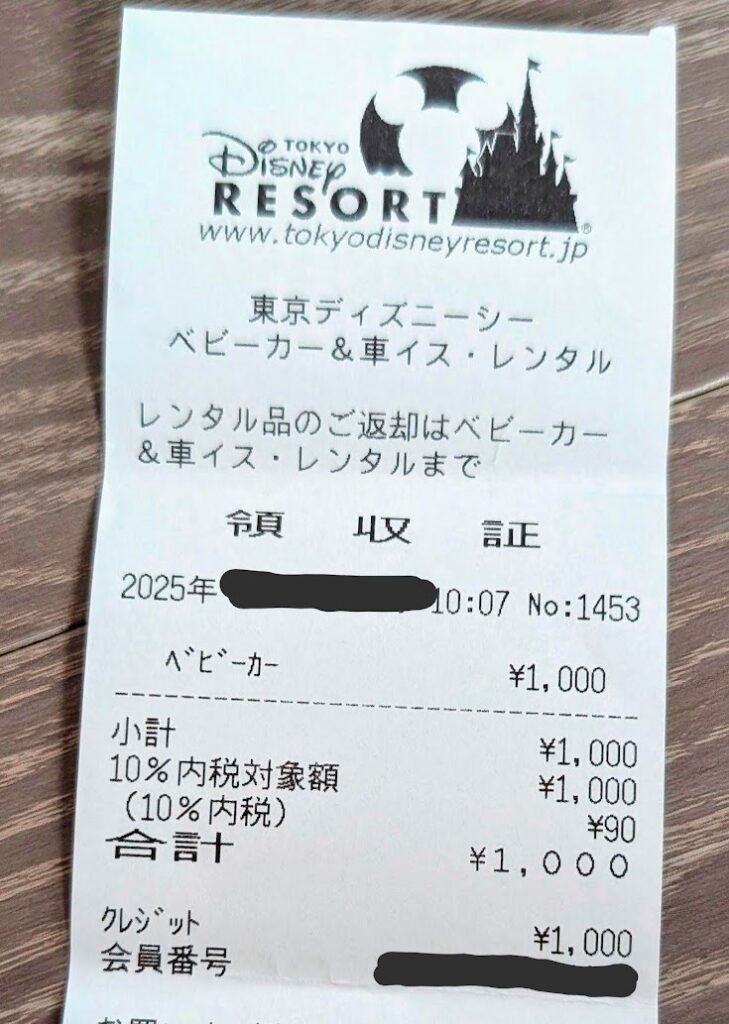 TOKYO
Disney
RESORT®
www.tokyodisneyresort.jp
東京ディズニーシー
ベビーカー＆車イス・レンタル
レンタル品のご返却はベビーカー
＆車イス・レンタルまで
領収証
2025年 10:07 No:1453
ﾍﾞﾋﾞｰｶｰ ¥1,000
小計 ¥1,000
10%内税対象額 ¥1,000
(10%内税) ¥90
合計 ¥1,000
ｸﾚｼﾞｯﾄ ¥1,000
会員番号